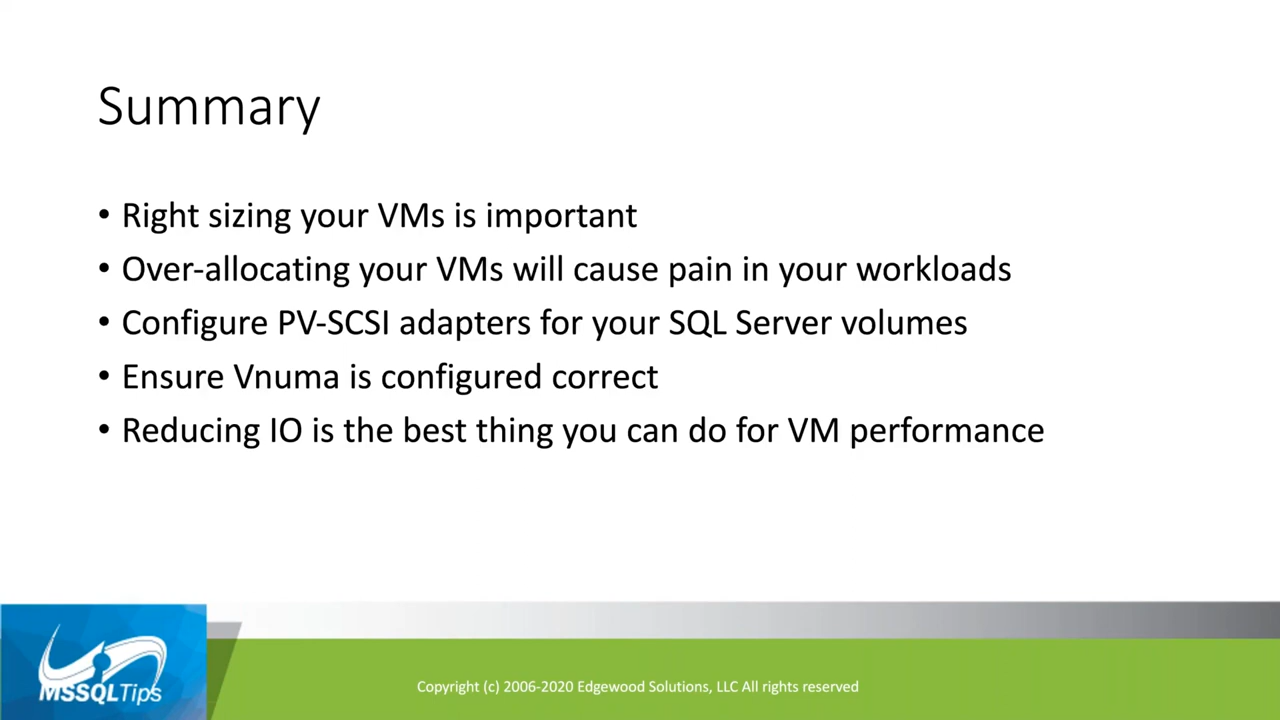 Summary
• Right sizing your VMs is important
• Over-allocating your VMs will cause pain in your workloads
• Configure PV-SCSI adapters for your SQL Server volumes
• Ensure Vnuma is configured correct
• Reducing IO is the best thing you can do for VM performance
MSSQLTips
Copyright (c) 2006-2020 Edgewood Solutions, LLC All rights reserved